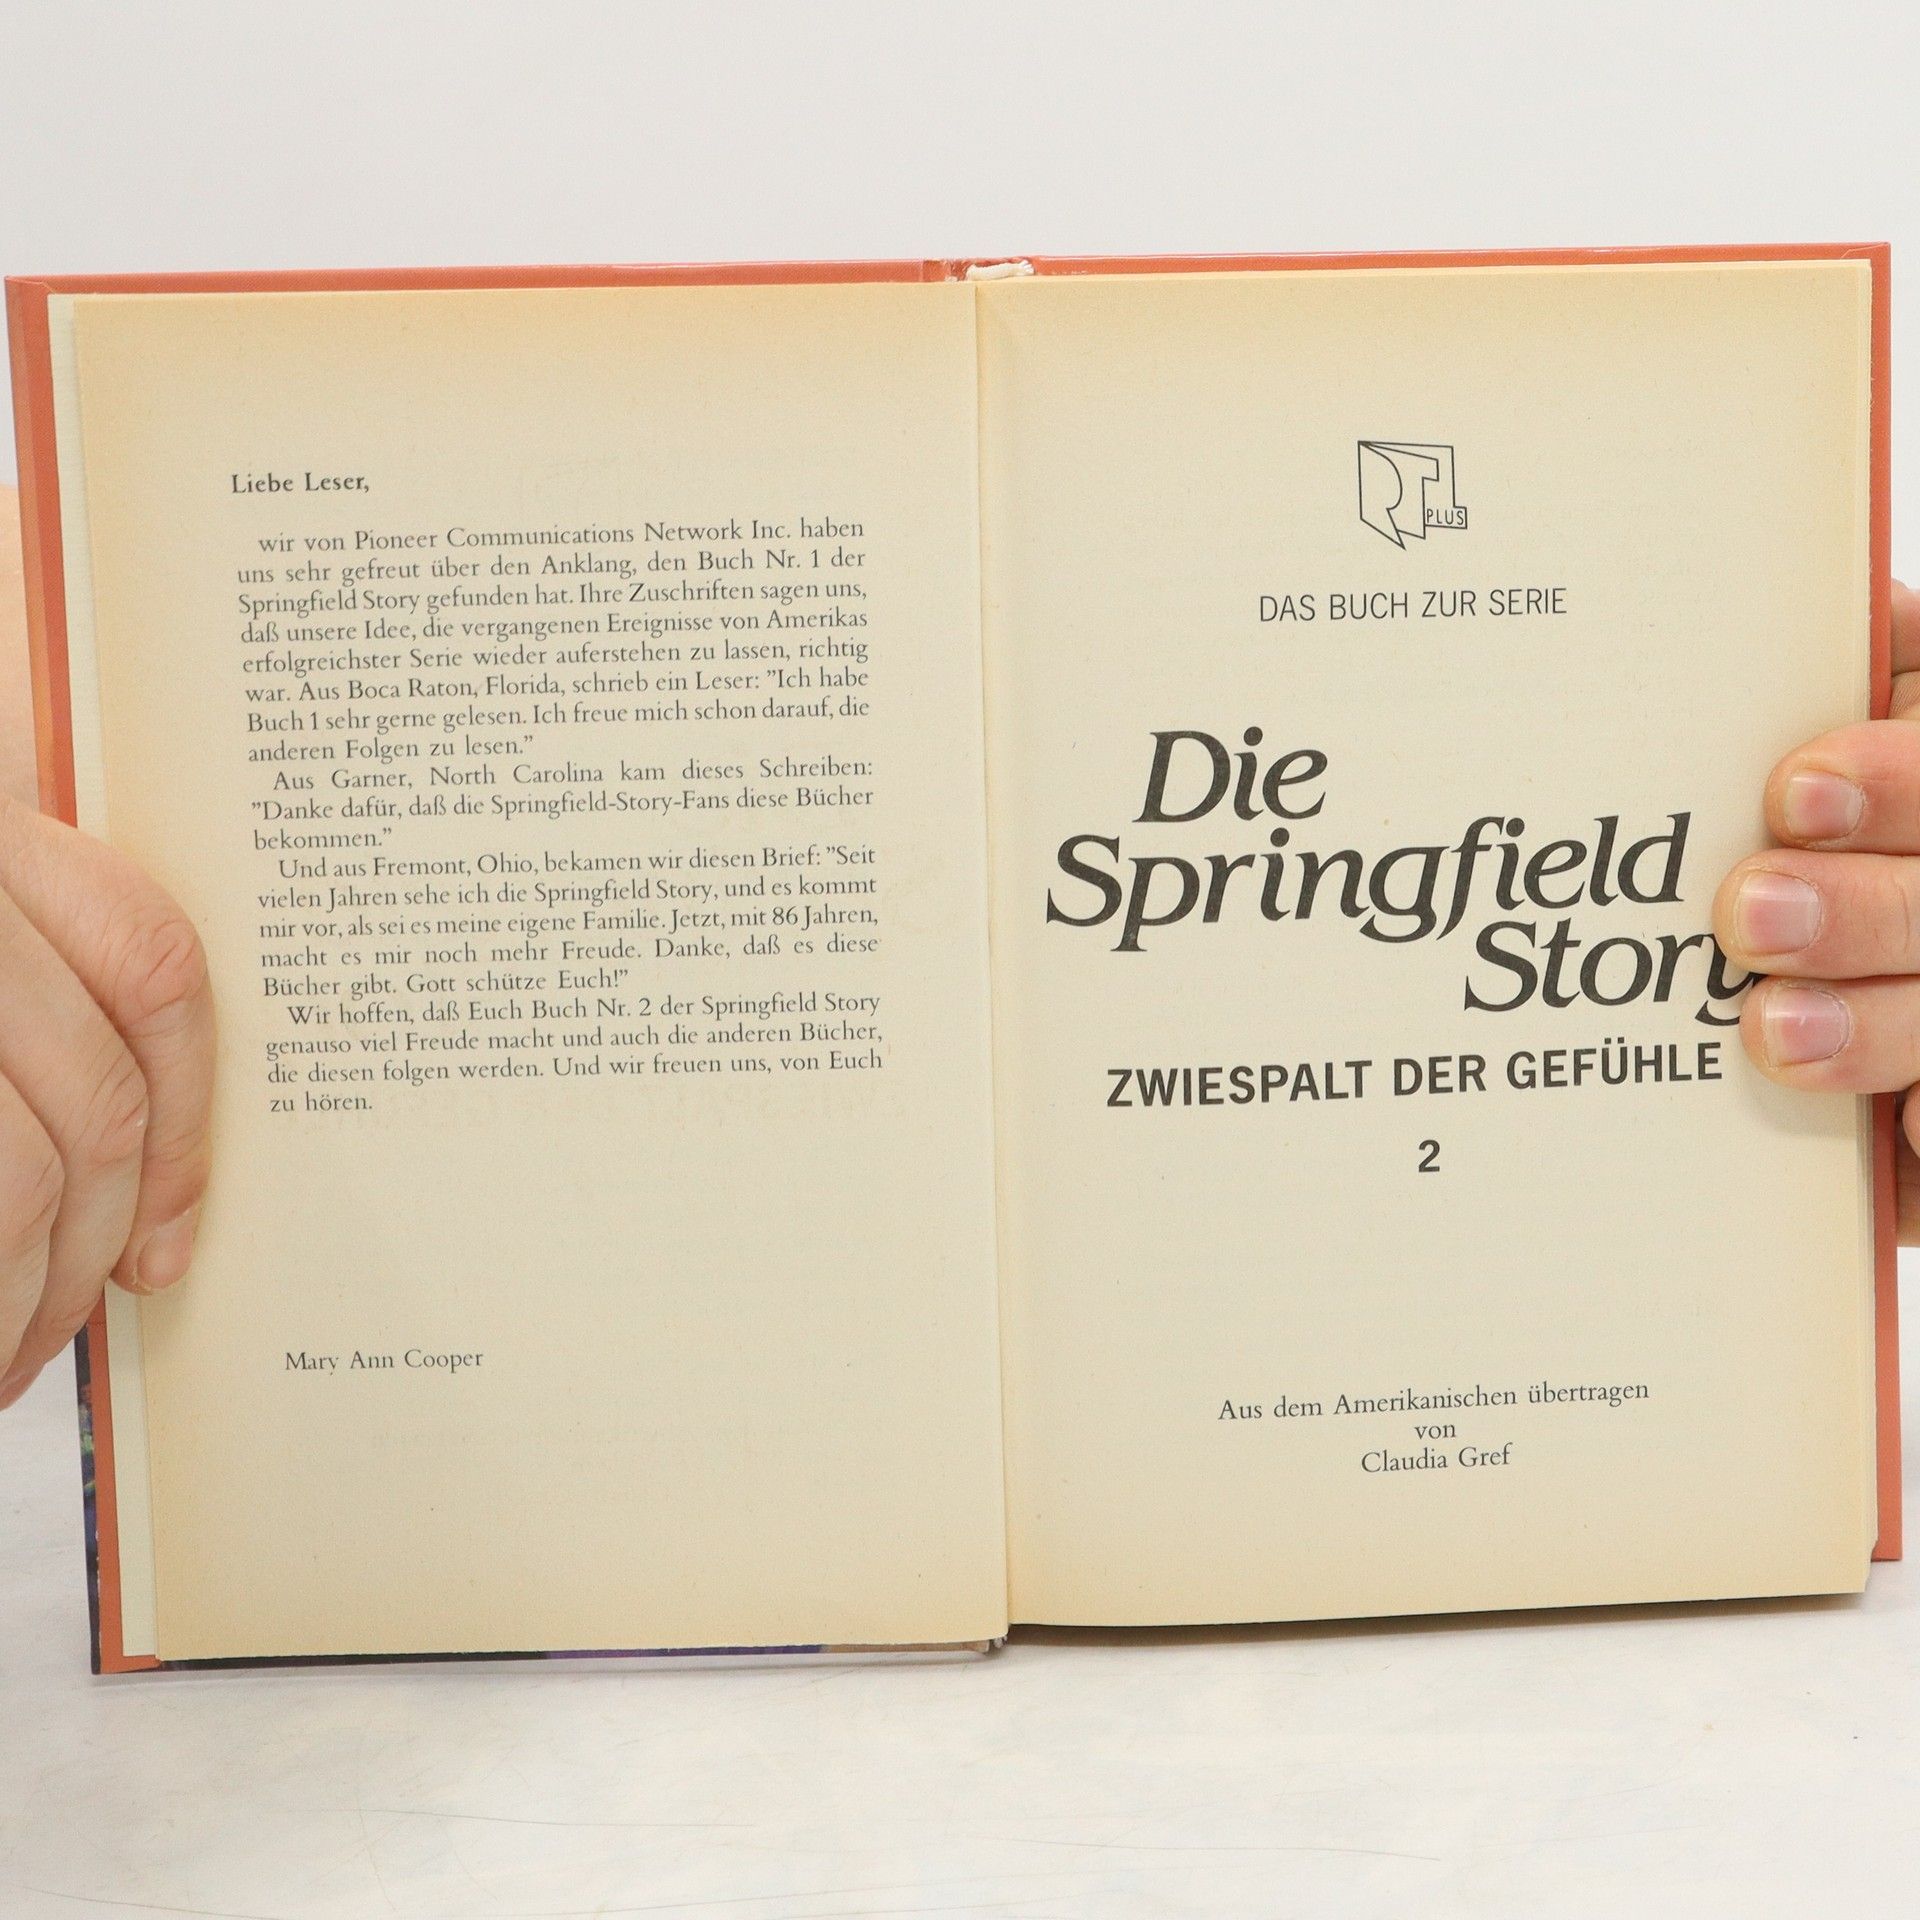 Liebe Leser,
wir von Pioneer Communications Network Inc. haben
uns sehr gefreut über den Anklang, den Buch Nr. 1 der
Springfield Story gefunden hat. Ihre Zuschriften sagen uns,
daß unsere Idee, die vergangenen Ereignisse von Amerikas
erfolgreichster Serie wieder auferstehen zu lassen, richtig
war. Aus Boca Raton, Florida, schrieb ein Leser: ”Ich habe
Buch 1 sehr gerne gelesen. Ich freue mich schon darauf, die
anderen Folgen zu lesen.”
Aus Garner, North Carolina kam dieses Schreiben:
”Danke dafür, daß die Springfield-Story-Fans diese Bücher
bekommen.”
Und aus Fremont, Ohio, bekamen wir diesen Brief: ”Seit
vielen Jahren sehe ich die Springfield Story, und es kommt
mir vor, als sei es meine eigene Familie. Jetzt, mit 86 Jahren,
macht es mir noch mehr Freude. Danke, daß es diese
Bücher gibt. Gott schütze Euch!”
Wir hoffen, daß Euch Buch Nr. 2 der Springfield Story
genauso viel Freude macht und auch die anderen Bücher,
die diesen folgen werden. Und wir freuen uns, von Euch
zu hören.
Mary Ann Cooper
RTL
PLUS
DAS BUCH ZUR SERIE
Die
Springfield
Story
ZWIESPALT DER GEFÜHLE
2
Aus dem Amerikanischen übertragen
von
Claudia Gref